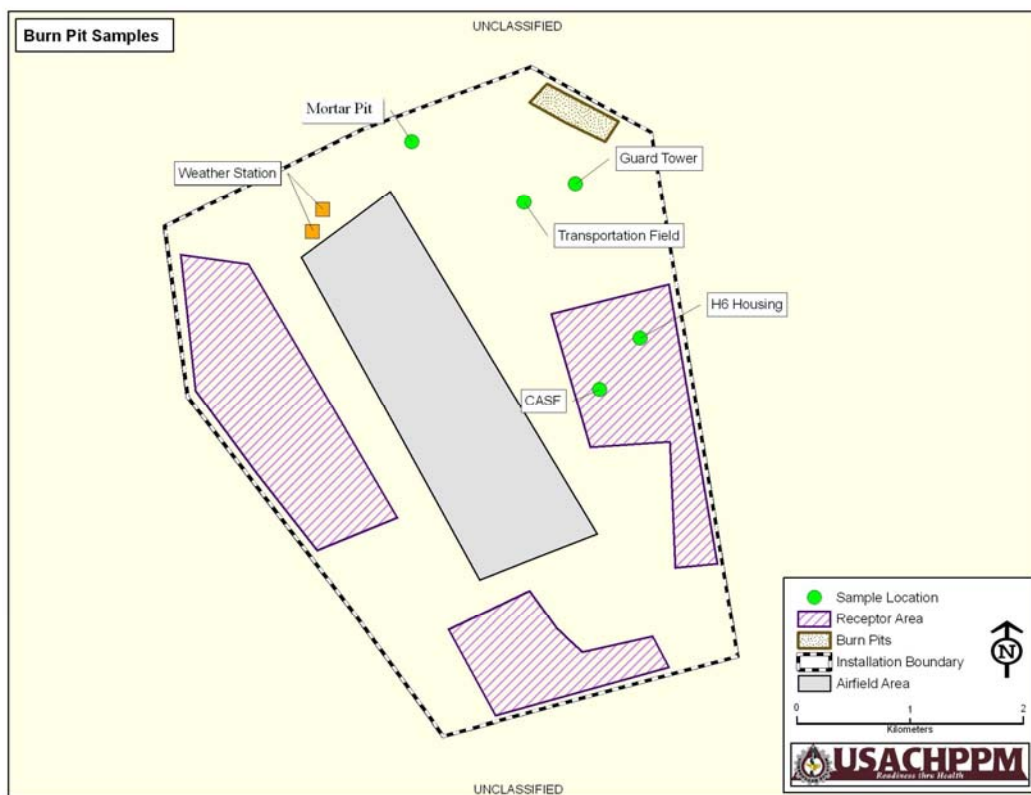 UNCLASSIFIED
Burn Pit Samples
Mortar Pit
Guard Tower
Weather Station
Transportation Field
H6 Housing
CASF
Sample Location
Receptor Area
Burn Pits
Installation Boundary
Airfield Area
N
0 1 2
Kilometers
USACHPPM
Readiness thru Health
UNCLASSIFIED